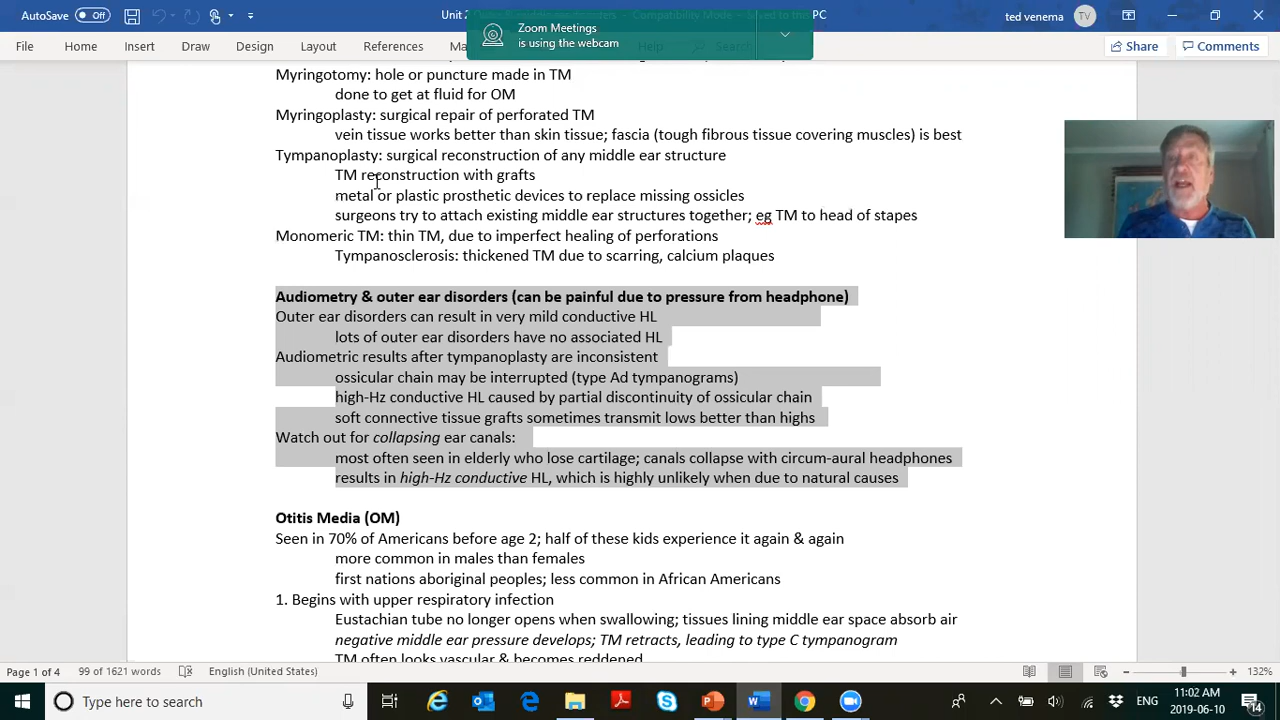 AutoSave Off
Unit 2
ted venema TV
Zoom Meetings
is using the webcam
File Home Insert Draw Design Layout References Share Comments
Myringotomy: hole or puncture made in TM
done to get at fluid for OM
Myringoplasty: surgical repair of perforated TM
vein tissue works better than skin tissue; fascia (tough fibrous tissue covering muscles) is best
Tympanoplasty: surgical reconstruction of any middle ear structure
TM reconstruction with grafts
metal or plastic prosthetic devices to replace missing ossicles
surgeons try to attach existing middle ear structures together; eg TM to head of stapes
Monomeric TM: thin TM, due to imperfect healing of perforations
Tympanosclerosis: thickened TM due to scarring, calcium plaques
Audiometry & outer ear disorders (can be painful due to pressure from headphone)
Outer ear disorders can result in very mild conductive HL
lots of outer ear disorders have no associated HL
Audiometric results after tympanoplasty are inconsistent
ossicular chain may be interrupted (type Ad tympanograms)
high-Hz conductive HL caused by partial discontinuity of ossicular chain
soft connective tissue grafts sometimes transmit lows better than highs
Watch out for collapsing ear canals:
most often seen in elderly who lose cartilage; canals collapse with circum-aural headphones
results in high-Hz conductive HL, which is highly unlikely when due to natural causes
Otitis Media (OM)
Seen in 70% of Americans before age 2; half of these kids experience it again & again
more common in males than females
first nations aboriginal peoples; less common in African Americans
1. Begins with upper respiratory infection
Eustachian tube no longer opens when swallowing; tissues lining middle ear space absorb air
negative middle ear pressure develops; TM retracts, leading to type C tympanogram
TM often looks vascular & becomes reddened
Page 1 of 4 99 of 1621 words English (United States) 132%
Type here to search
ENG
11:02 AM
2019-06-10
14